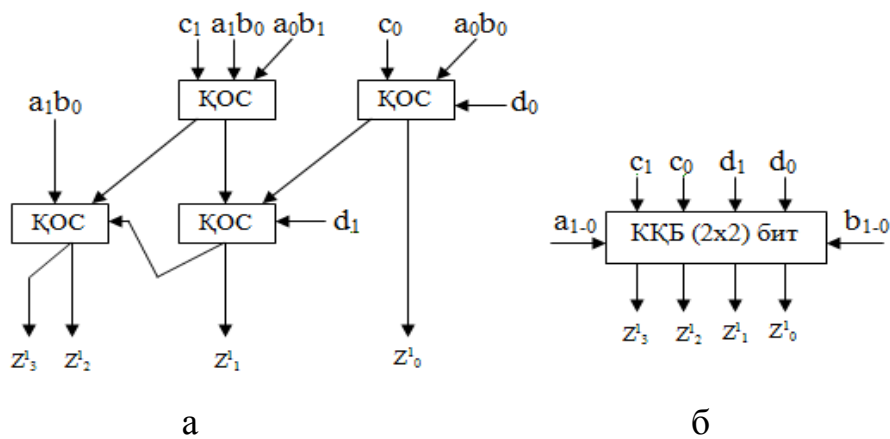 c₁ a₁b₀ a₀b₁ c₀ a₀b₀
ҚОС ҚОС d₀
a₁b₀
ҚОС ҚОС d₁
Z¹₃ Z¹₂ Z¹₁ Z¹₀
а
c₁ c₀ d₁ d₀
a₁₋₀ ККБ (2x2) бит b₁₋₀
Z¹₃ Z¹₂ Z¹₁ Z¹₀
б